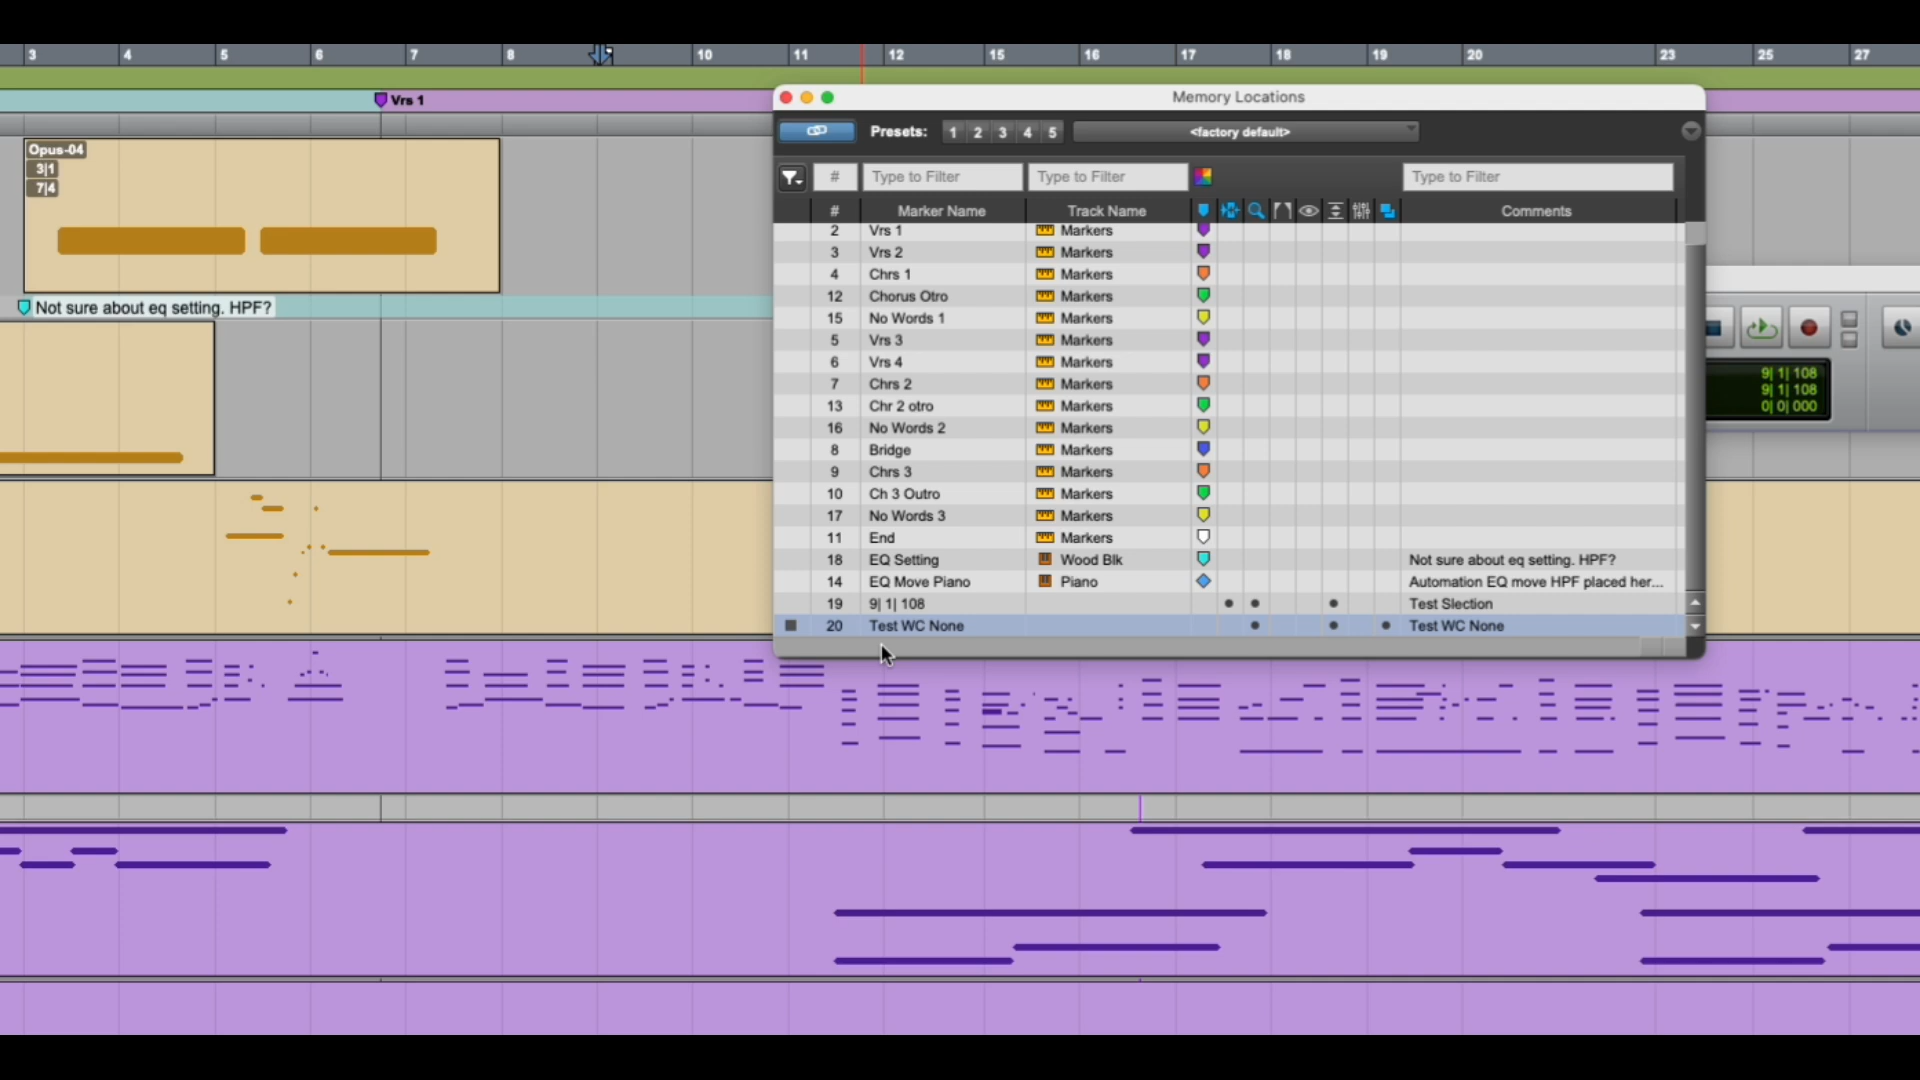 3 4 5 6 7 8 10 11 12 15 16 17 18 19 20 23 25 27
Vrs 1
Opus-04
3|1
7|4
Not sure about eq setting. HPF?
Memory Locations
Presets: 1 2 3 4 5 <factory default>
# Type to Filter Type to Filter Type to Filter
# Marker Name Track Name Comments
2 Vrs 1 Markers
3 Vrs 2 Markers
4 Chrs 1 Markers
12 Chorus Otro Markers
15 No Words 1 Markers
5 Vrs 3 Markers
6 Vrs 4 Markers
7 Chrs 2 Markers
13 Chr 2 otro Markers
16 No Words 2 Markers
8 Bridge Markers
9 Chrs 3 Markers
10 Ch 3 Outro Markers
17 No Words 3 Markers
11 End Markers
18 EQ Setting Wood Blk Not sure about eq setting. HPF?
14 EQ Move Piano Piano Automation EQ move HPF placed her...
19 9| 1| 108 Test Slection
20 Test WC None Test WC None
9| 1| 108
9| 1| 108
0| 0| 000